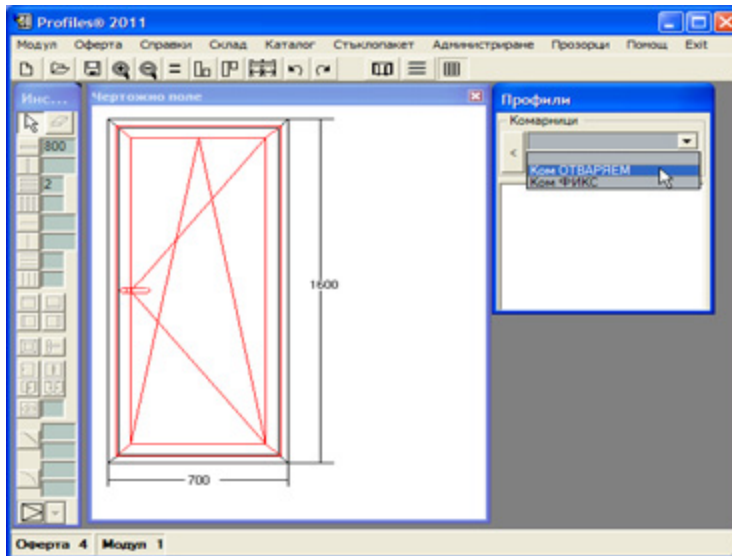 Profiles® 2011
Модул Оферта Справки Склад Каталог Стъклопакет Администриране Прозорци Помощ Exit
Инс...
Чертожно поле
Профили
Комарници
<
800
Ком ОТВАРЯЕМ
Ком ФИКС
2
1600
700
Оферта 4 Модул 1